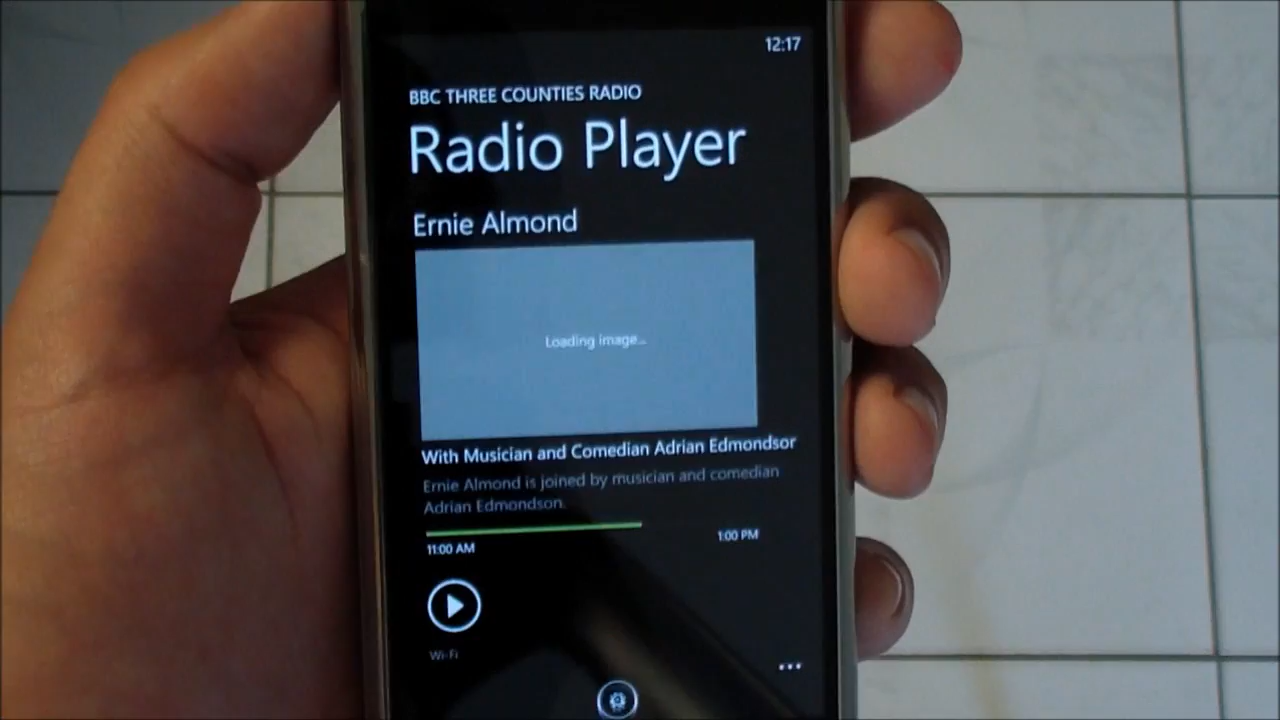 12:17
BBC THREE COUNTIES RADIO
Radio Player
Ernie Almond
Loading image...
With Musician and Comedian Adrian Edmondsor
Ernie Almond is joined by musician and comedian
Adrian Edmondson.
11:00 AM
1:00 PM
Wi-Fi